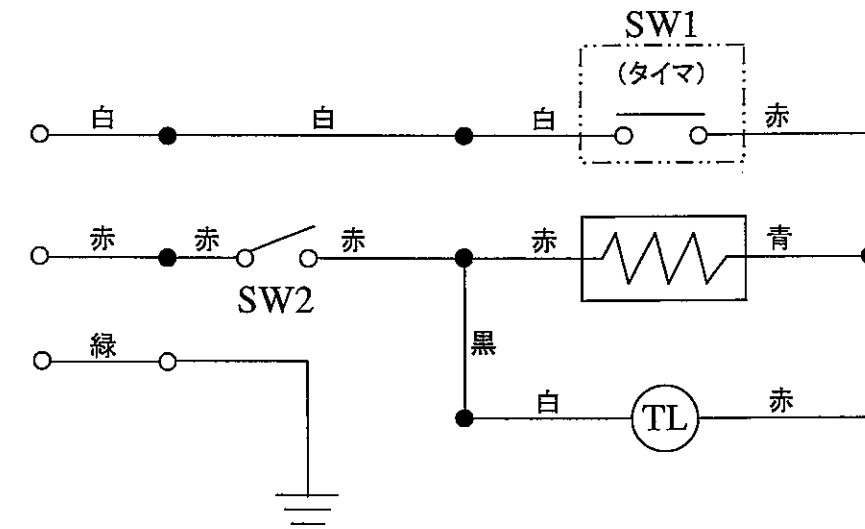 SW1
(タイマ)
白 白 白 赤
赤 赤 赤 赤 青
SW2
緑 黒
白 TL 赤